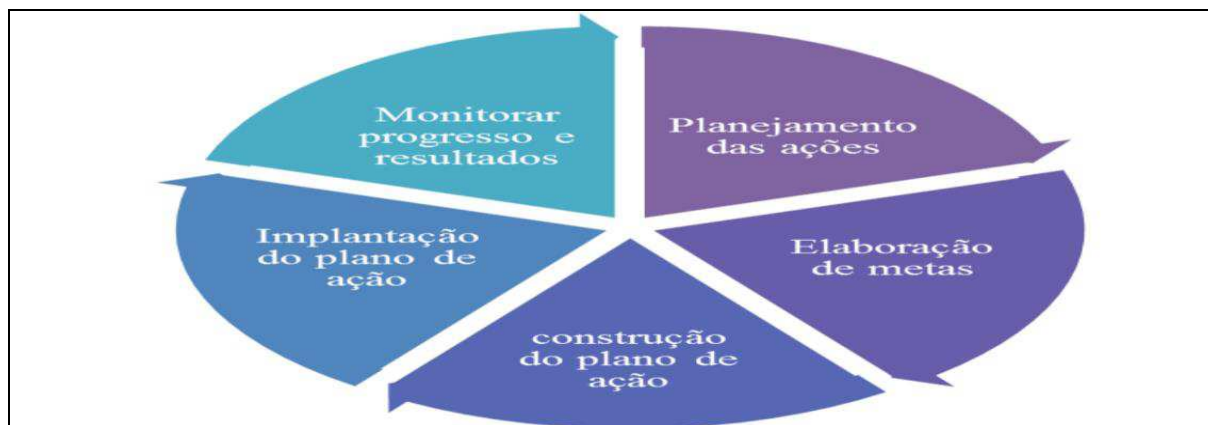 Monitorar
progresso e
resultados
Planejamento
das ações
Implantação
do plano de
ação
Elaboração
de metas
construção
do plano de
ação